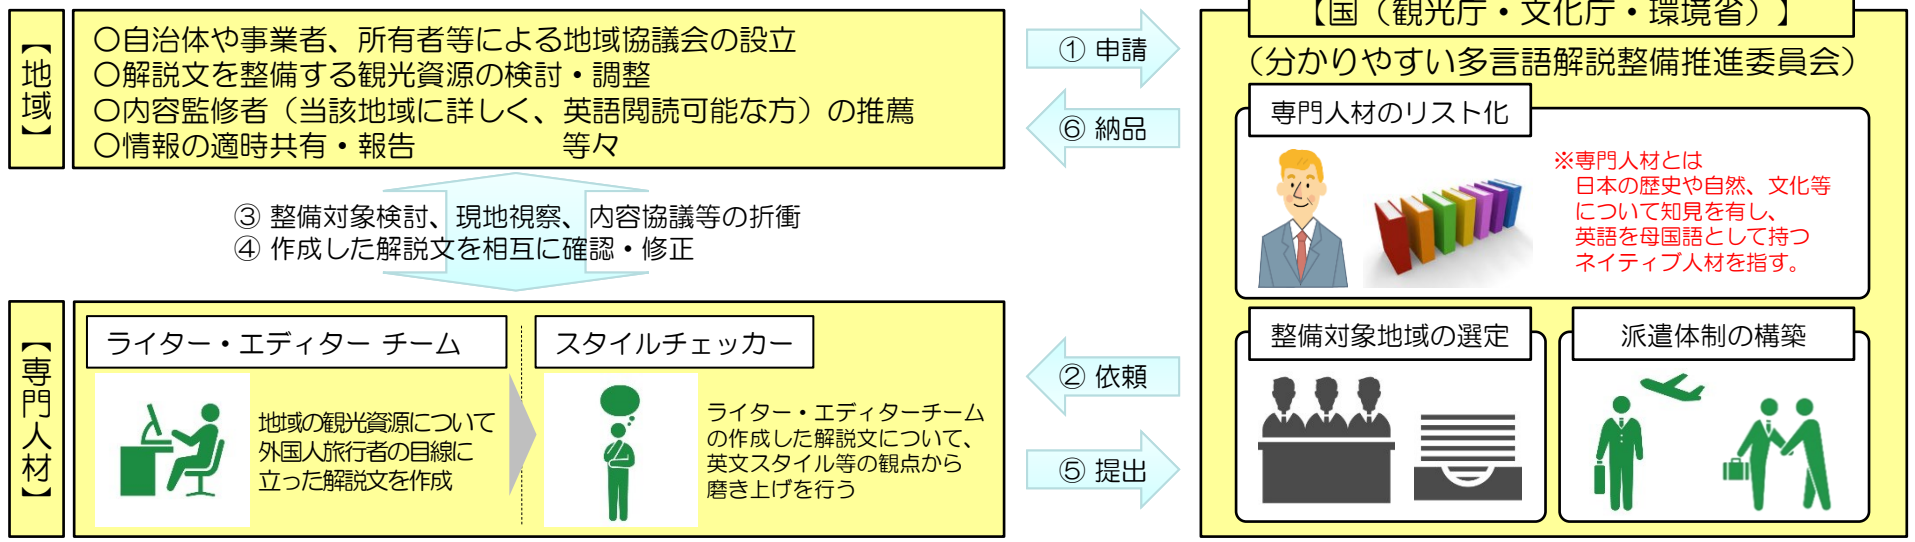 【地域】
〇自治体や事業者、所有者等による地域協議会の設立
〇解説文を整備する観光資源の検討・調整
〇内容監修者（当該地域に詳しく、英語閲読可能な方）の推薦
〇情報の適時共有・報告　　　　　等々
① 申請
⑥ 納品
③ 整備対象検討、現地視察、内容協議等の折衝
④ 作成した解説文を相互に確認・修正
【専門人材】
ライター・エディター チーム
地域の観光資源について
外国人旅行者の目線に
立った解説文を作成
スタイルチェッカー
ライター・エディターチーム
の作成した解説文について、
英文スタイル等の観点から
磨き上げを行う
② 依頼
⑤ 提出
【国（観光庁・文化庁・環境省）】
（分かりやすい多言語解説整備推進委員会）
専門人材のリスト化
※専門人材とは
日本の歴史や自然、文化等
について知見を有し、
英語を母国語として持つ
ネイティブ人材を指す。
整備対象地域の選定
派遣体制の構築